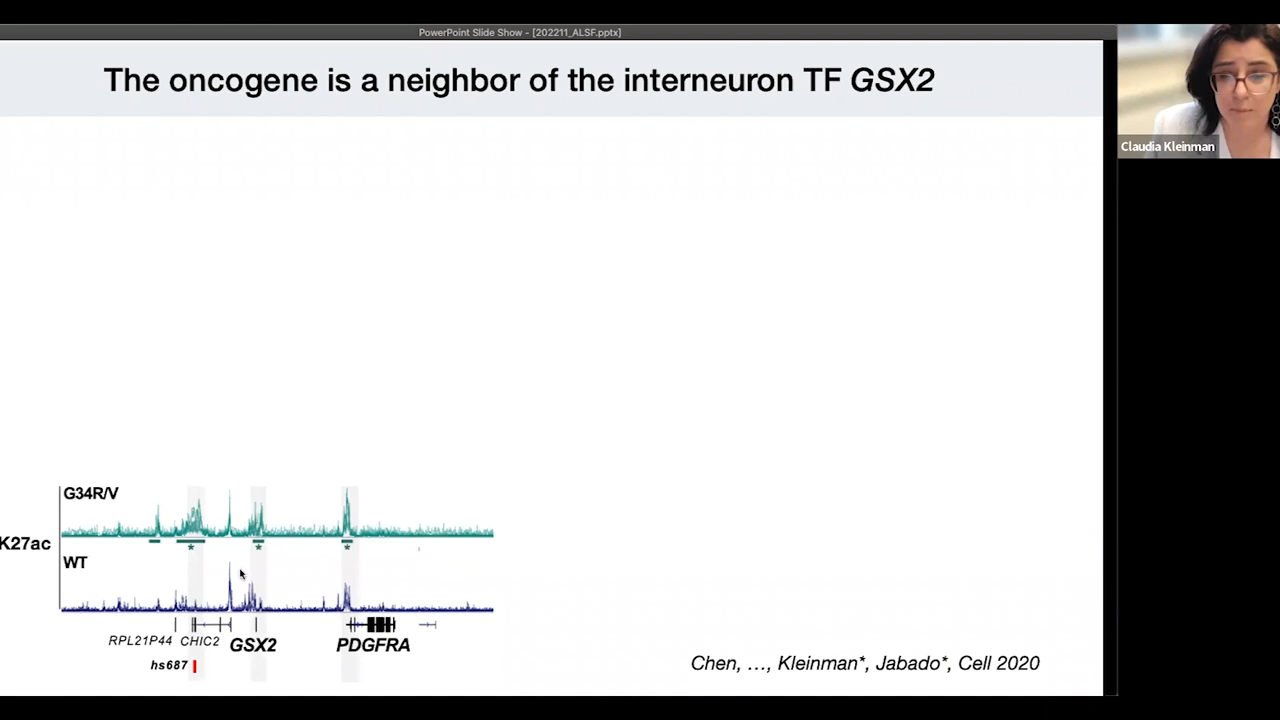 PowerPoint Slide Show - [202211_ALSF.pptx]
The oncogene is a neighbor of the interneuron TF GSX2
Claudia Kleinman
G34R/V
K27ac
WT
RPL21P44 CHIC2 GSX2 PDGFRA
hs687
Chen, …, Kleinman*, Jabado*, Cell 2020